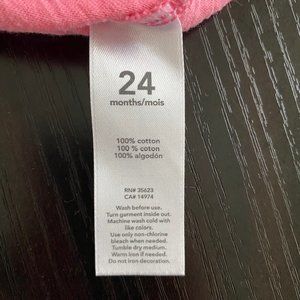 24
months/mois
100% cotton
100 % coton
100% algodón
RN# 35623
CA# 14974
Wash before use.
Turn garment inside out.
Machine wash cold with
like colors.
Use only non-chlorine
bleach when needed.
Tumble dry medium.
Warm iron if needed.
Do not iron decoration.